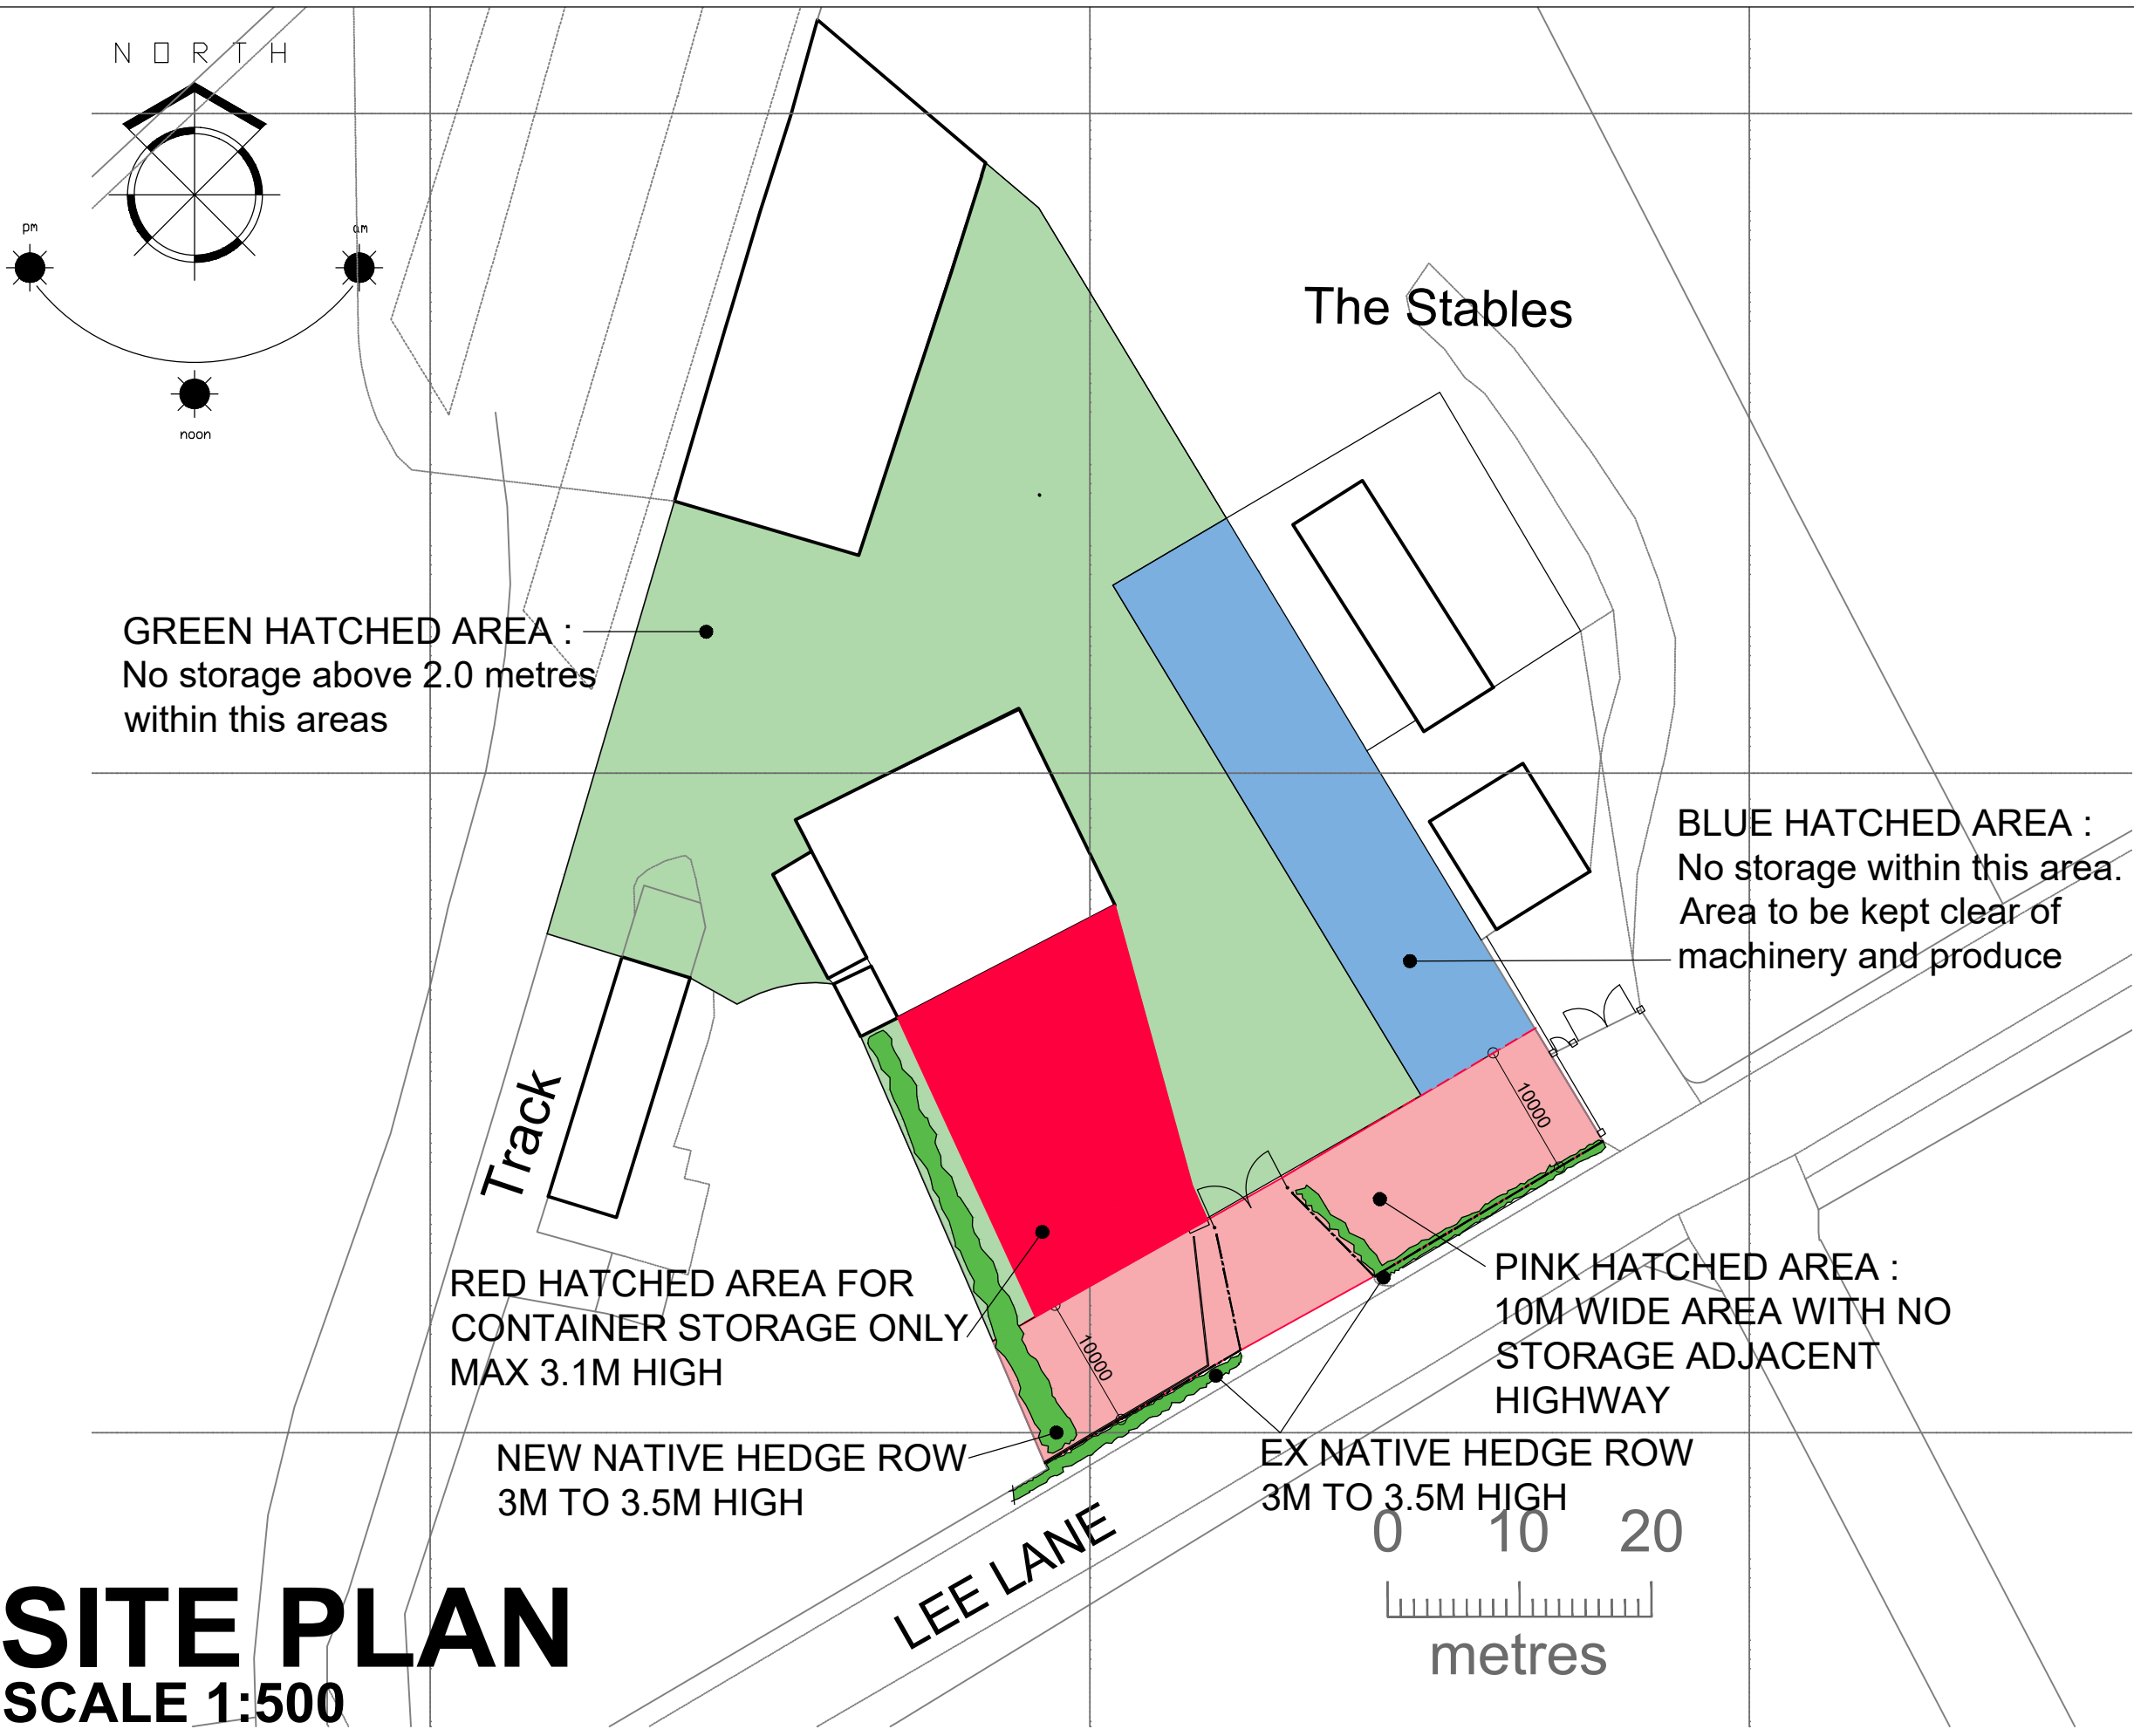 NORTH
pm
am
noon
The Stables
GREEN HATCHED AREA :
No storage above 2.0 metres
within this areas
BLUE HATCHED AREA :
No storage within this area.
Area to be kept clear of
machinery and produce
Track
10000
RED HATCHED AREA FOR
CONTAINER STORAGE ONLY
MAX 3.1M HIGH
10000
PINK HATCHED AREA :
10M WIDE AREA WITH NO
STORAGE ADJACENT
HIGHWAY
NEW NATIVE HEDGE ROW
3M TO 3.5M HIGH
EX NATIVE HEDGE ROW
3M TO 3.5M HIGH
LEE LANE
0 10 20
metres
SITE PLAN
SCALE 1:500